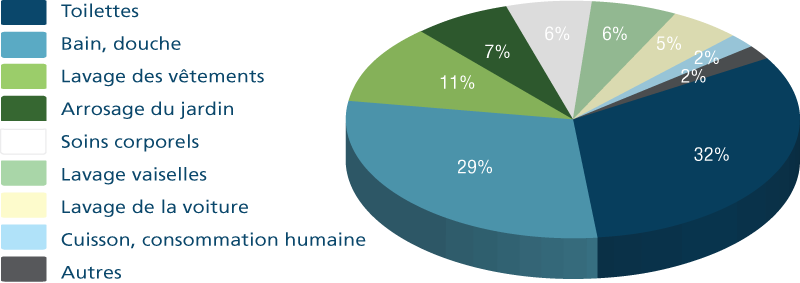 Toilettes
Bain, douche
Lavage des vêtements
Arrosage du jardin
Soins corporels
Lavage vaiselles
Lavage de la voiture
Cuisson, consommation humaine
Autres
6%
6%
5%
2%
2%
7%
11%
29%
32%